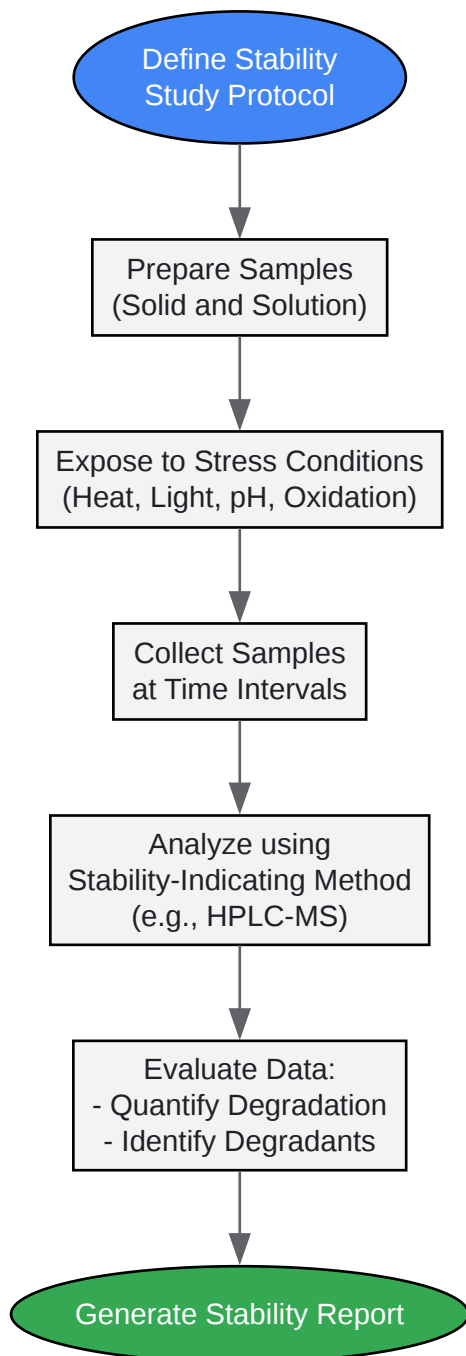 Define Stability
Study Protocol
Prepare Samples
(Solid and Solution)
Expose to Stress Conditions
(Heat, Light, pH, Oxidation)
Collect Samples
at Time Intervals
Analyze using
Stability-Indicating Method
(e.g., HPLC-MS)
Evaluate Data:
- Quantify Degradation
- Identify Degradants
Generate Stability Report